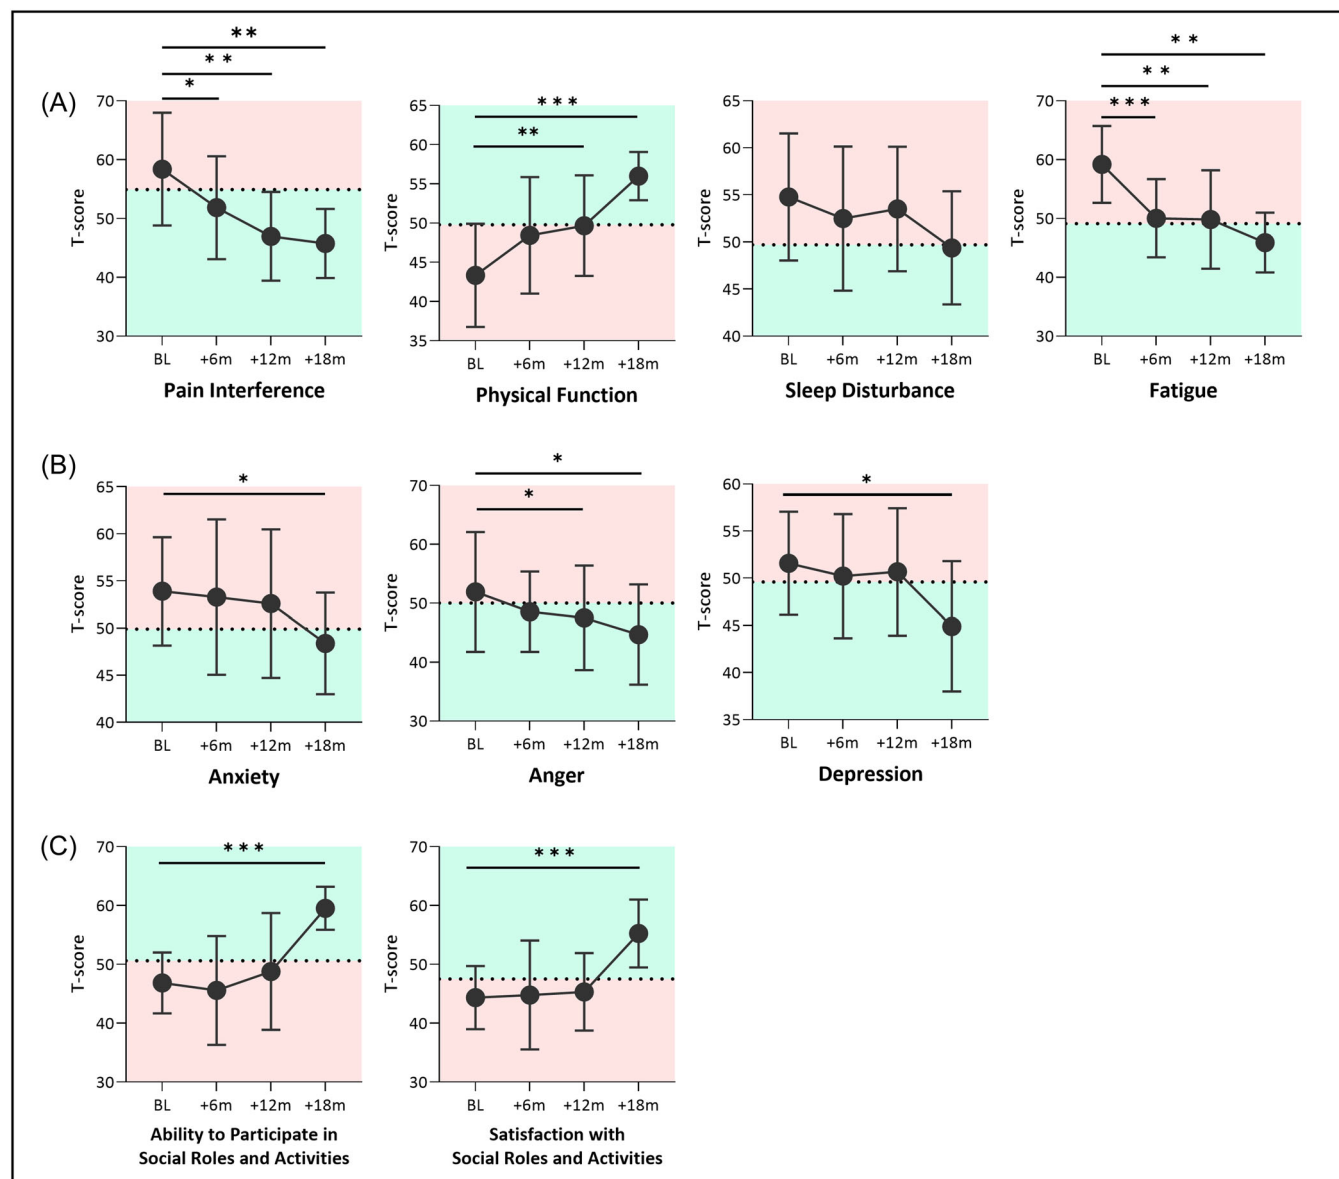 (A)
* *
* *
*
70
60
50
40
30
T-score
BL +6m +12m +18m
Pain Interference
* * *
**
65
60
55
50
45
40
35
T-score
BL +6m +12m +18m
Physical Function
65
60
55
50
45
40
T-score
BL +6m +12m +18m
Sleep Disturbance
* *
* *
* * *
70
60
50
40
30
T-score
BL +6m +12m +18m
Fatigue
(B)
*
65
60
55
50
45
40
T-score
BL +6m +12m +18m
Anxiety
*
*
70
60
50
40
30
T-score
BL +6m +12m +18m
Anger
*
60
55
50
45
40
35
T-score
BL +6m +12m +18m
Depression
(C)
* * *
70
60
50
40
30
T-score
BL +6m +12m +18m
Ability to Participate in
Social Roles and Activities
* * *
70
60
50
40
30
T-score
BL +6m +12m +18m
Satisfaction with
Social Roles and Activities